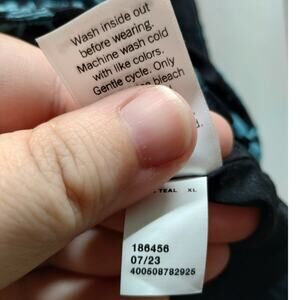 Wash inside out
before wearing.
Machine wash cold
with like colors.
Gentle cycle. Only
bleach
TEAL XL
186456
07/23
400508782925